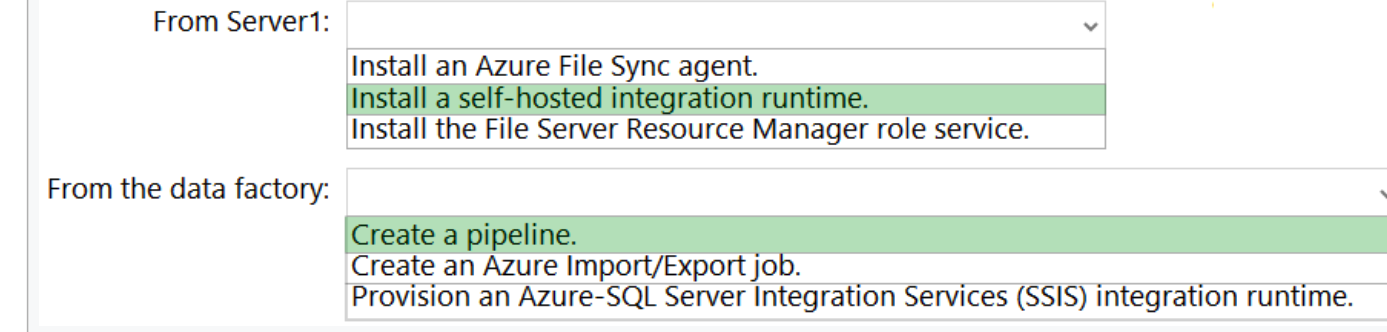 From Server1:
Install an Azure File Sync agent.
Install a self-hosted integration runtime.
Install the File Server Resource Manager role service.
From the data factory:
Create a pipeline.
Create an Azure Import/Export job.
Provision an Azure-SQL Server Integration Services (SSIS) integration runtime.